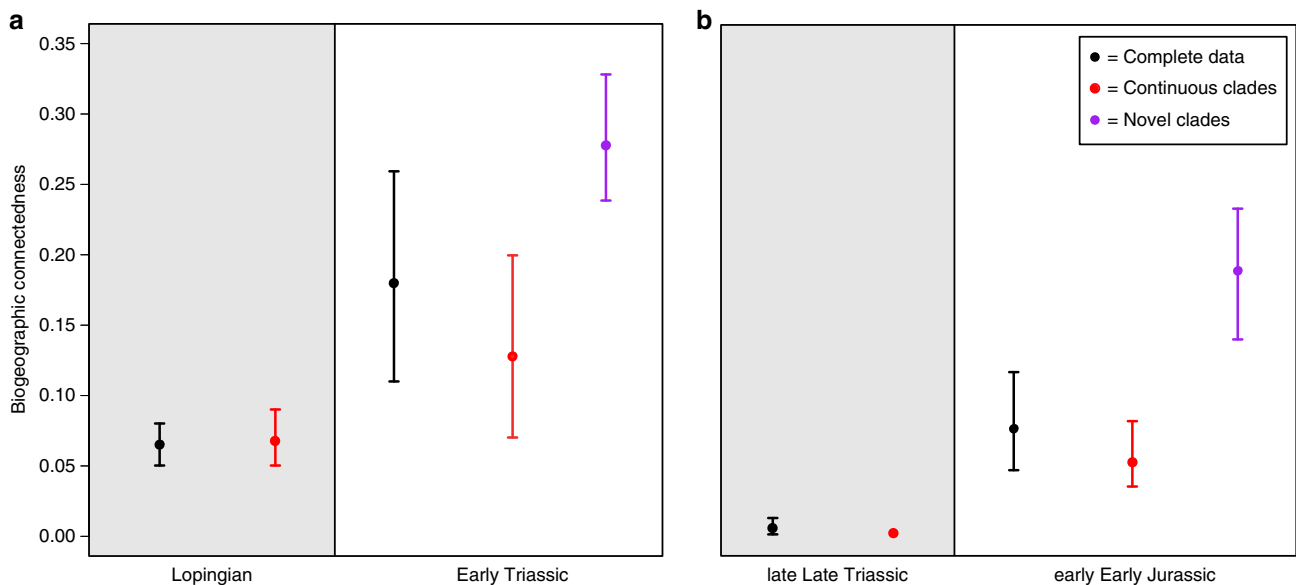 a
b
0.35
0.30
0.25
0.20
0.15
0.10
0.05
0.00
Biogeographic connectedness
= Complete data
= Continuous clades
= Novel clades
Lopingian
Early Triassic
late Late Triassic
early Early Jurassic